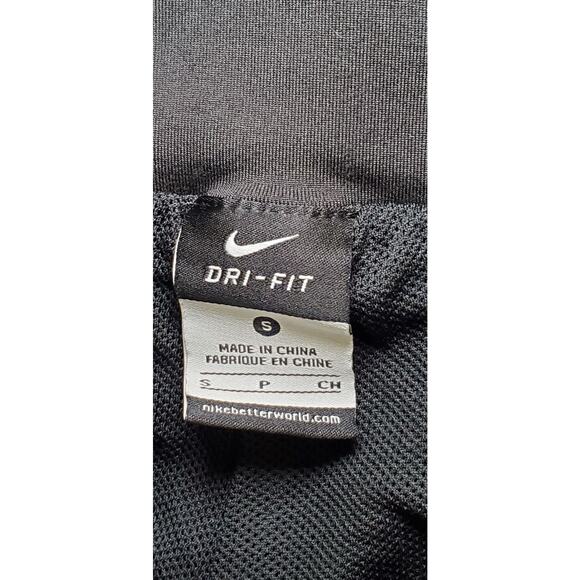 DRI-FIT
S
MADE IN CHINA
FABRIQUE EN CHINE
S P CH
nikebetterworld.com